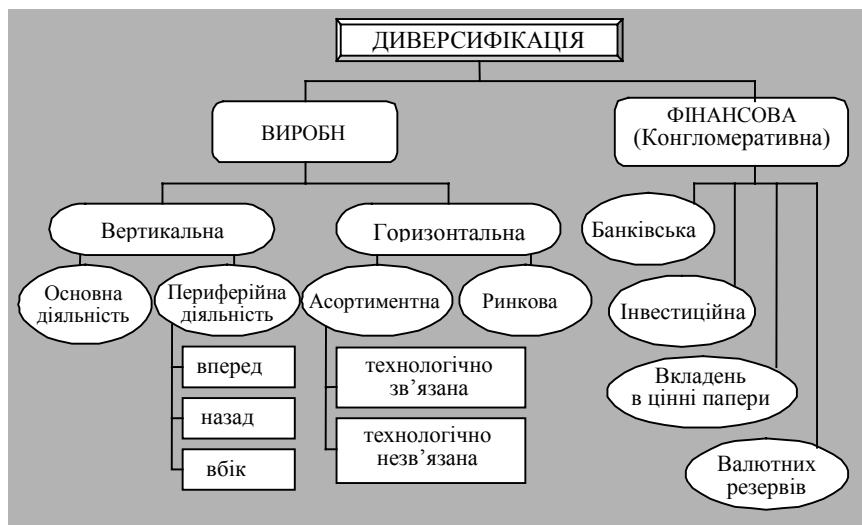 ДИВЕРСИФІКАЦІЯ
ВИРОБН
ФІНАНСОВА
(Конгломеративна)
Вертикальна
Горизонтальна
Банківська
Основна
діяльність
Периферійна
діяльність
Асортиментна
Ринкова
Інвестиційна
вперед
технологічно
зв’язана
Вкладень
в цінні папери
назад
технологічно
незв’язана
вбік
Валютних
резервів